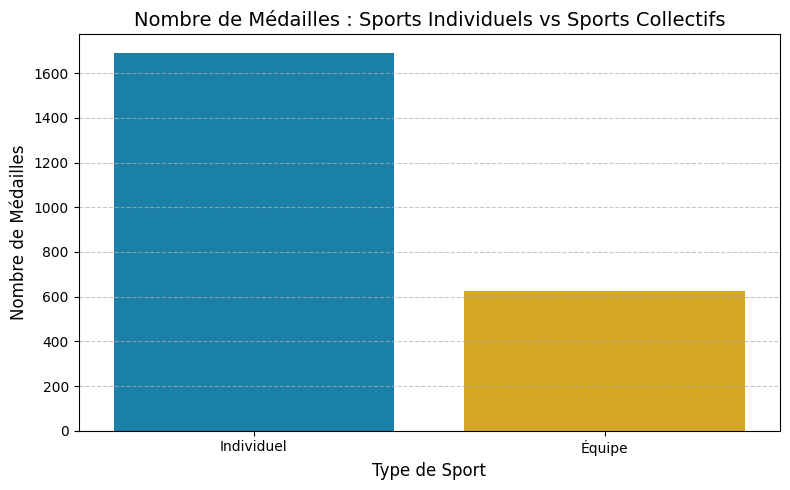 Nombre de Médailles : Sports Individuels vs Sports Collectifs
Nombre de Médailles
1600
1400
1200
1000
800
600
400
200
0
Individuel
Équipe
Type de Sport